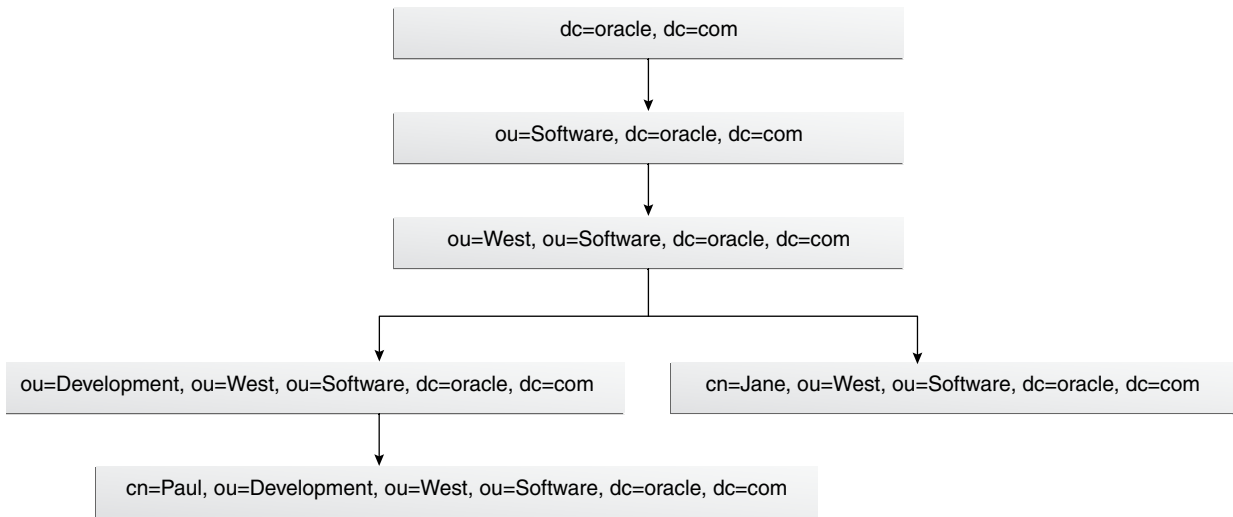 dc=oracle, dc=com
ou=Software, dc=oracle, dc=com
ou=West, ou=Software, dc=oracle, dc=com
ou=Development, ou=West, ou=Software, dc=oracle, dc=com
cn=Jane, ou=West, ou=Software, dc=oracle, dc=com
cn=Paul, ou=Development, ou=West, ou=Software, dc=oracle, dc=com